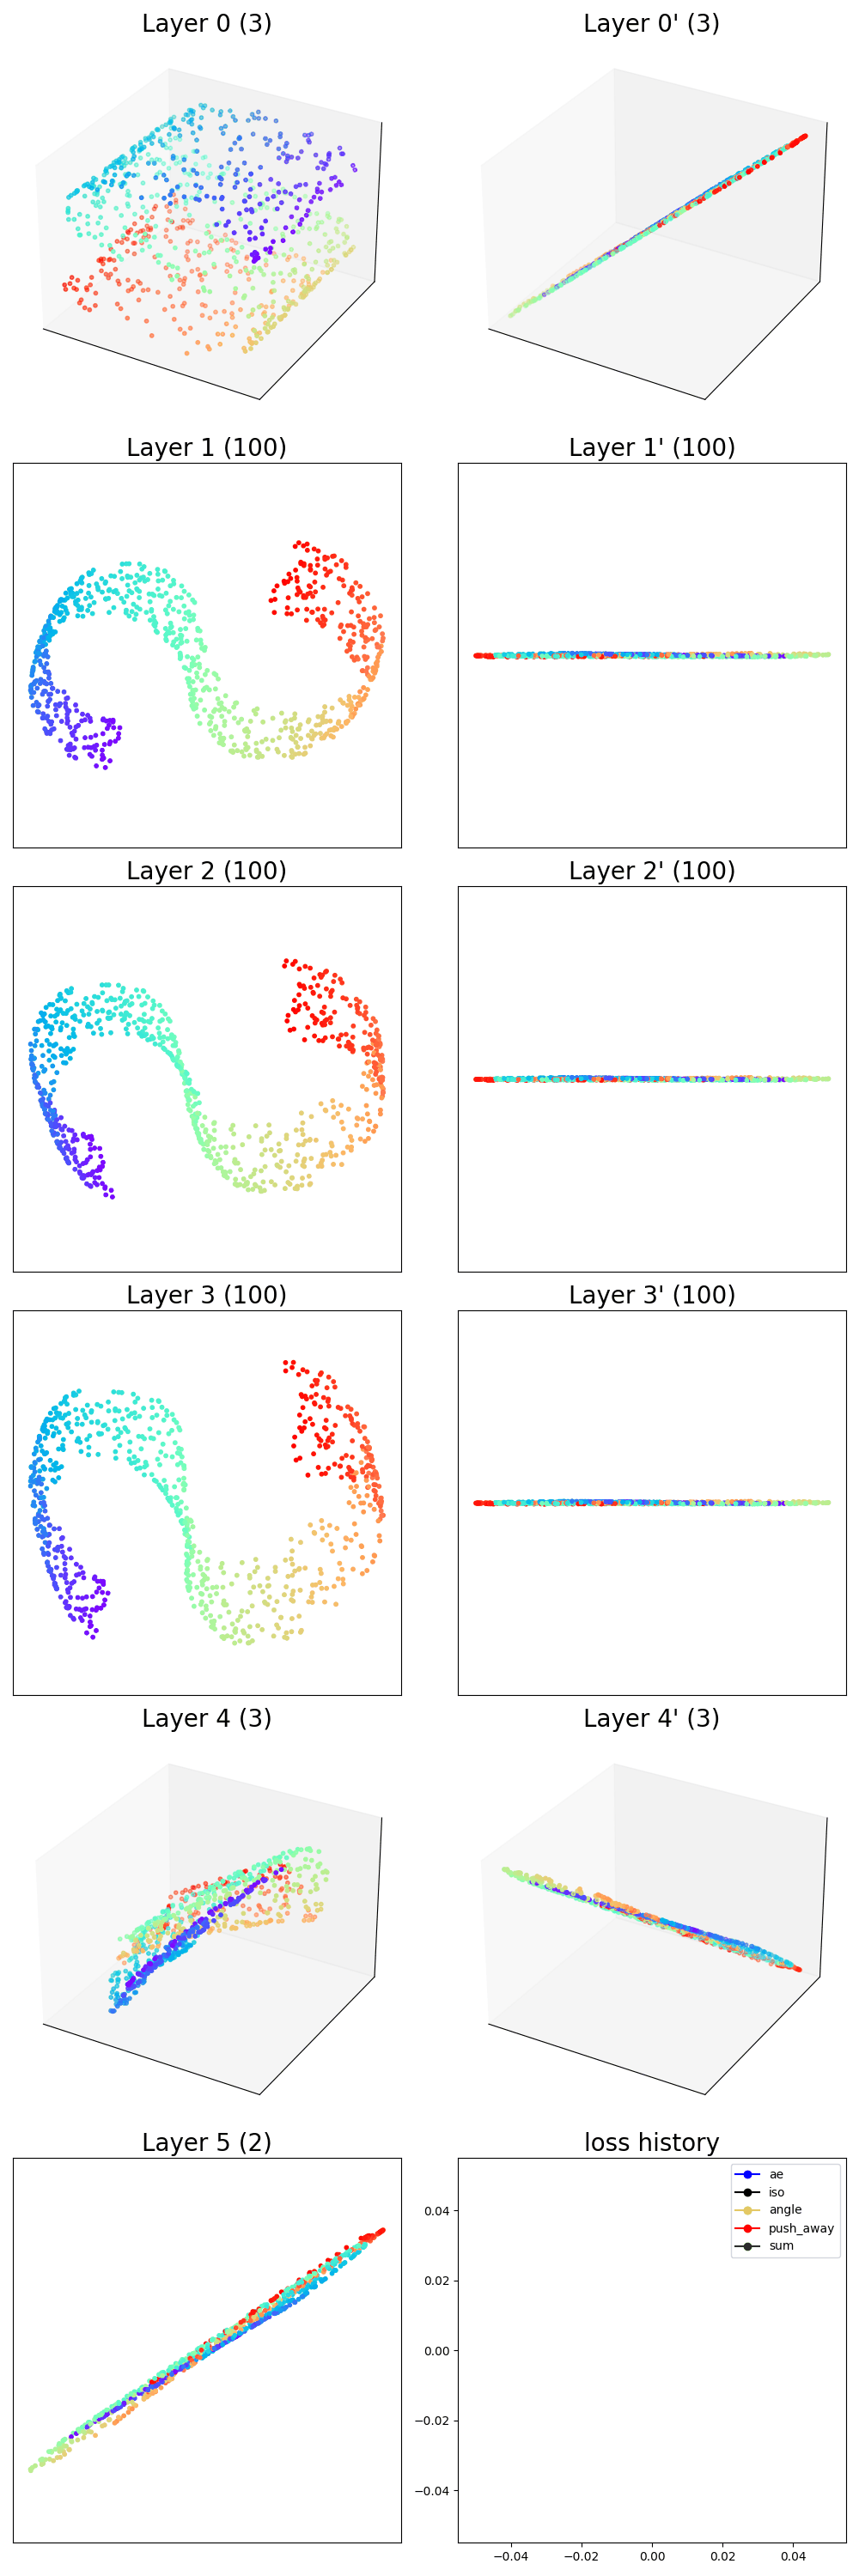 Layer 0 (3)
Layer 0' (3)
Layer 1 (100)
Layer 1' (100)
Layer 2 (100)
Layer 2' (100)
Layer 3 (100)
Layer 3' (100)
Layer 4 (3)
Layer 4' (3)
Layer 5 (2)
loss history
ae
iso
angle
push_away
sum
0.04
0.02
0.00
−0.02
−0.04
−0.04
−0.02
0.00
0.02
0.04